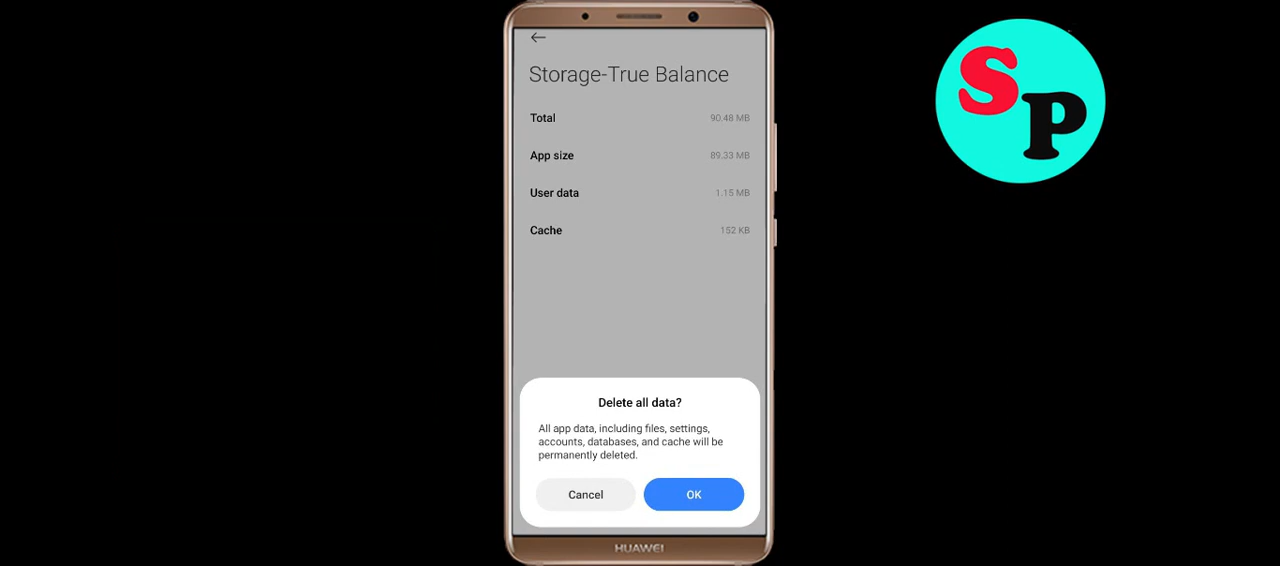 SP
Storage-True Balance
Total 90.48 MB
App size 89.33 MB
User data 1.15 MB
Cache 152 KB
Delete all data?
All app data, including files, settings,
accounts, databases, and cache will be
permanently deleted.
Cancel OK
HUAWEI